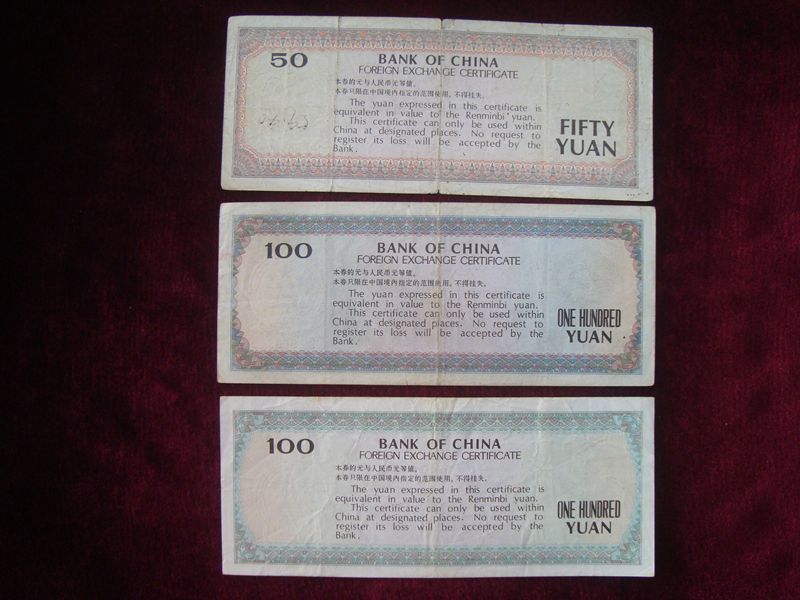 50
BANK OF CHINA
FOREIGN EXCHANGE CERTIFICATE
本券的元与人民币元等值。
本券只限在中国境内指定的范围使用,不得挂失。
The yuan expressed in this certificate is
equivalent in value to the Renminbi yuan.
This certificate can only be used within
China at designated places. No request to
register its loss will be accepted by the
Bank.
FIFTY
YUAN
100
BANK OF CHINA
FOREIGN EXCHANGE CERTIFICATE
本券的元与人民币元等值。
本券只限在中国境内指定的范围使用,不得挂失。
The yuan expressed in this certificate is
equivalent in value to the Renminbi yuan.
This certificate can only be used within
China at designated places. No request to
register its loss will be accepted by the
Bank.
ONE HUNDRED
YUAN
100
BANK OF CHINA
FOREIGN EXCHANGE CERTIFICATE
本券的元与人民币元等值。
本券只限在中国境内指定的范围使用,不得挂失。
The yuan expressed in this certificate is
equivalent in value to the Renminbi yuan.
This certificate can only be used within
China at designated places. No request to
register its loss will be accepted by the
Bank.
ONE HUNDRED
YUAN